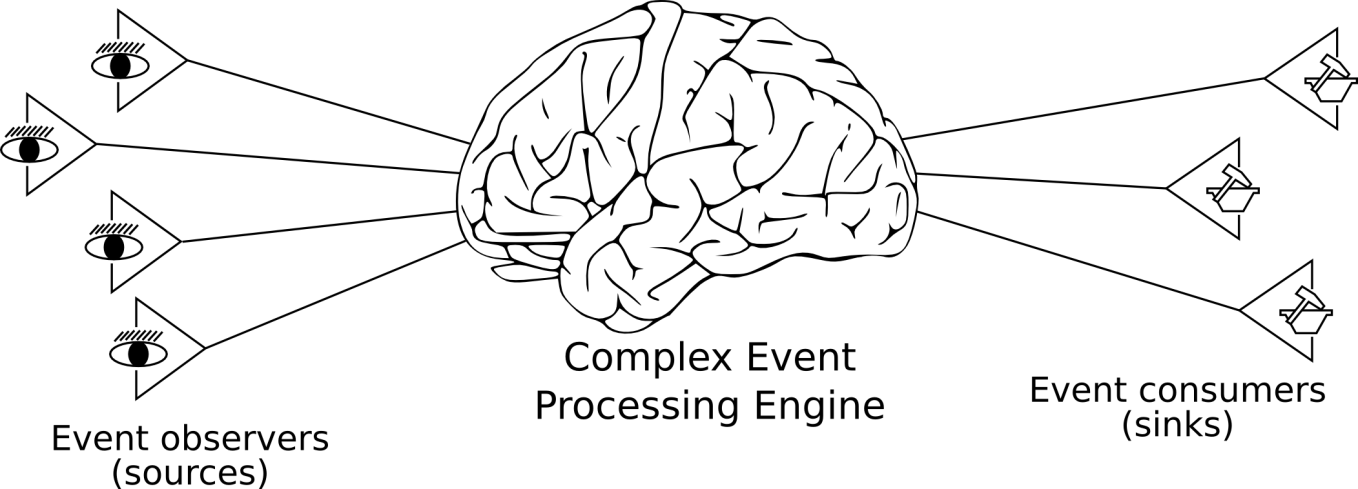 Complex Event
Processing Engine
Event consumers
(sinks)
Event observers
(sources)